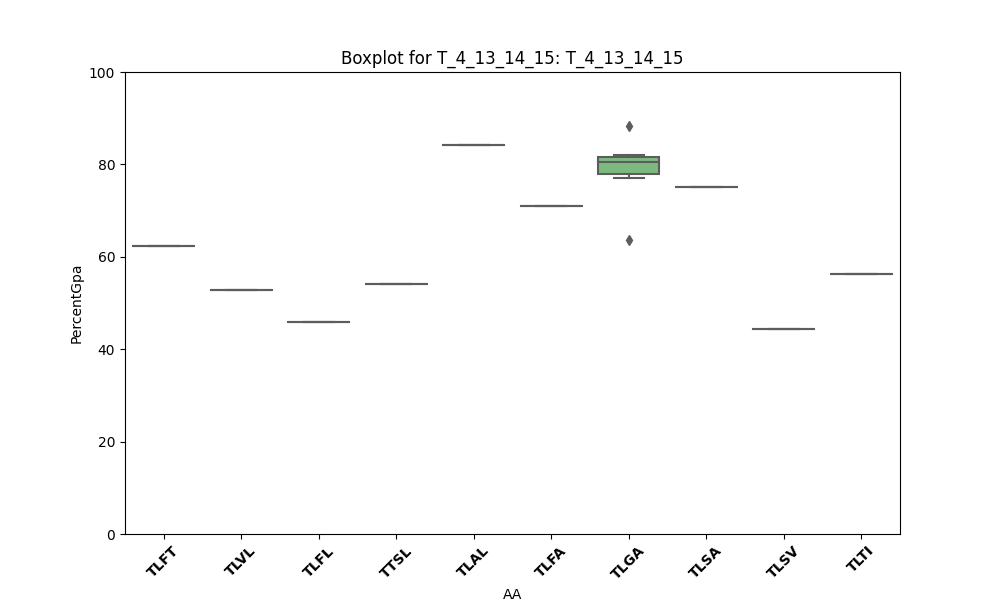 Boxplot for T_4_13_14_15: T_4_13_14_15
100
80
60
40
20
0
PercentGpa
TLFT TLVL TLFL TTSL TLAL TLFA TLGA TLSA TLSV TLTI
AA